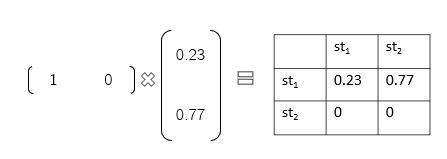 st₁ st₂
0.23
( 1 0 ) × = st₁ 0.23 0.77
0.77
st₂ 0 0